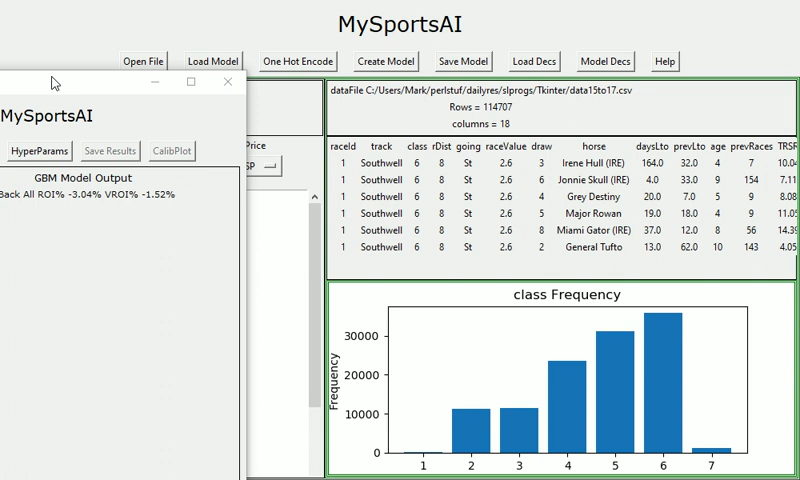 MySportsAI
Open File Load Model One Hot Encode Create Model Save Model Load Decs Model Decs Help
MySportsAI
HyperParams Save Results CalibPlot
GBM Model Output
Back All ROI% -3.04% VROI% -1.52%
Price
SP
dataFile C:/Users/Mark/perlstuf/dailyres/slprogs/Tkinter/data15to17.csv
Rows = 114707
columns = 18
raceId track class rDist going raceValue draw horse daysLto prevLto age prevRaces TRSR
1 Southwell 6 8 St 2.6 3 Irene Hull (IRE) 164.0 32.0 4 7 10.04
1 Southwell 6 8 St 2.6 6 Jonnie Skull (IRE) 4.0 33.0 9 154 7.11
1 Southwell 6 8 St 2.6 4 Grey Destiny 20.0 7.0 5 9 8.08
1 Southwell 6 8 St 2.6 5 Major Rowan 19.0 18.0 4 9 11.05
1 Southwell 6 8 St 2.6 8 Miami Gator (IRE) 37.0 12.0 8 56 14.39
1 Southwell 6 8 St 2.6 2 General Tufto 13.0 62.0 10 143 4.05
class Frequency
Frequency
30000
20000
10000
0
1 2 3 4 5 6 7